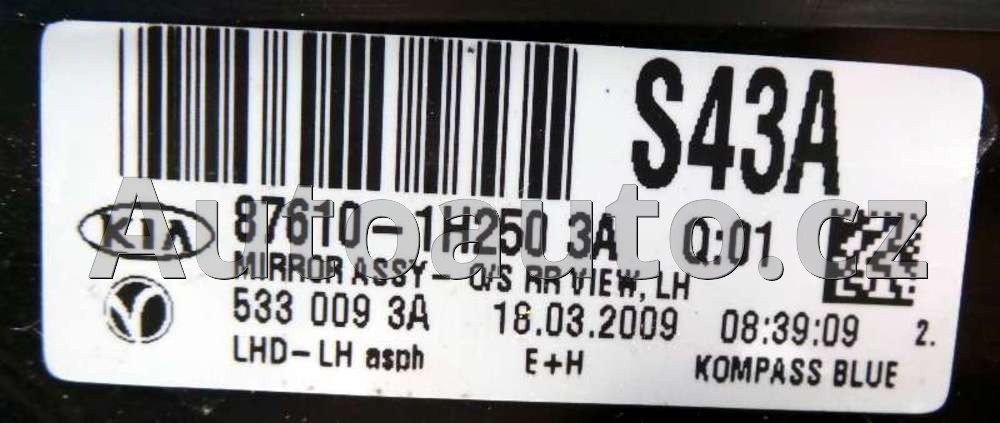 S43A
KIA 87610-1H250 3A Q:01
Autoauto.cz
MIRROR ASSY- O/S RR VIEW, LH
533 009 3A 18.03.2009 08:39:09 2.
LHD-LH asph E+H KOMPASS BLUE